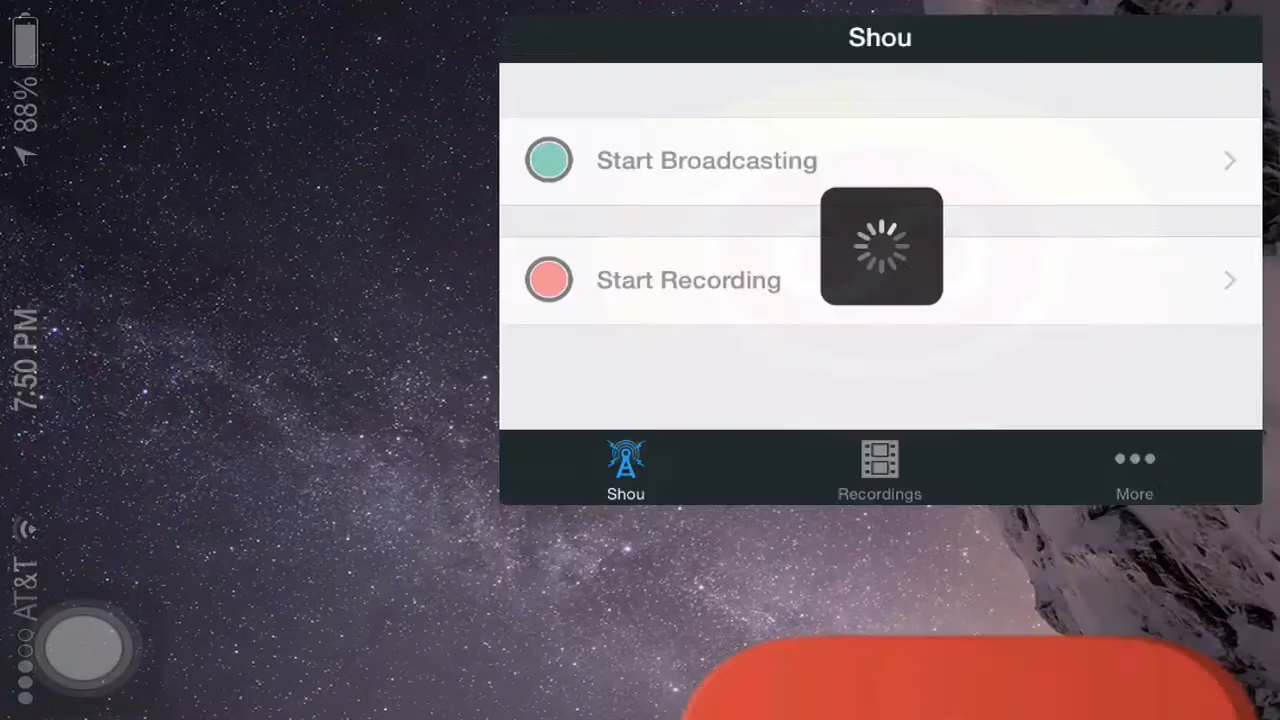 Shou
Start Broadcasting
Start Recording
Shou
Recordings
More
88%
7:50 PM
AT&T